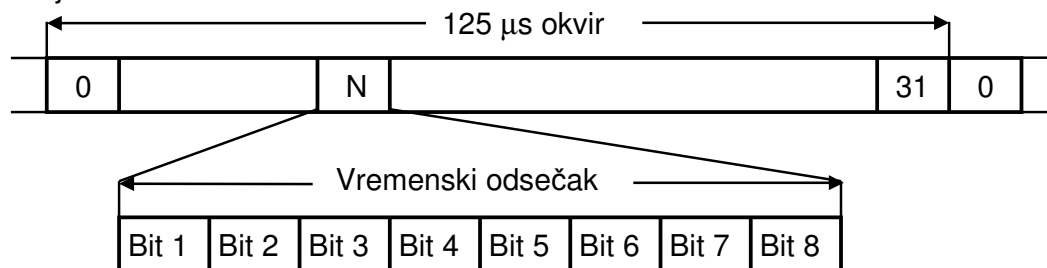 125 μs okvir
0 N 31 0
Vremenski odsečak
Bit 1 Bit 2 Bit 3 Bit 4 Bit 5 Bit 6 Bit 7 Bit 8